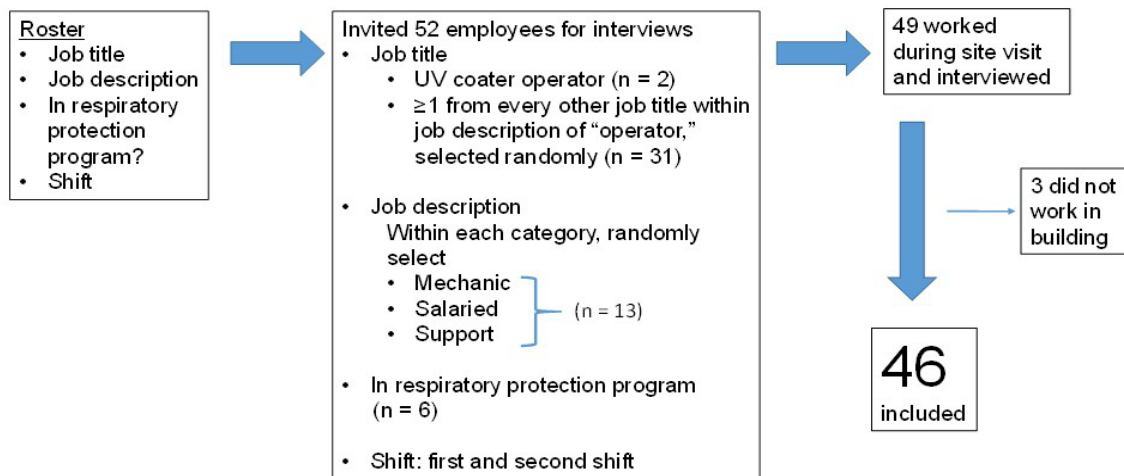 Roster
• Job title
• Job description
• In respiratory
protection
program?
• Shift
Invited 52 employees for interviews
• Job title
• UV coater operator (n = 2)
• ≥1 from every other job title within
job description of “operator,”
selected randomly (n = 31)
• Job description
Within each category, randomly
select
• Mechanic
• Salaried
• Support
(n = 13)
• In respiratory protection program
(n = 6)
• Shift: first and second shift
49 worked
during site visit
and interviewed
3 did not
work in
building
46
included